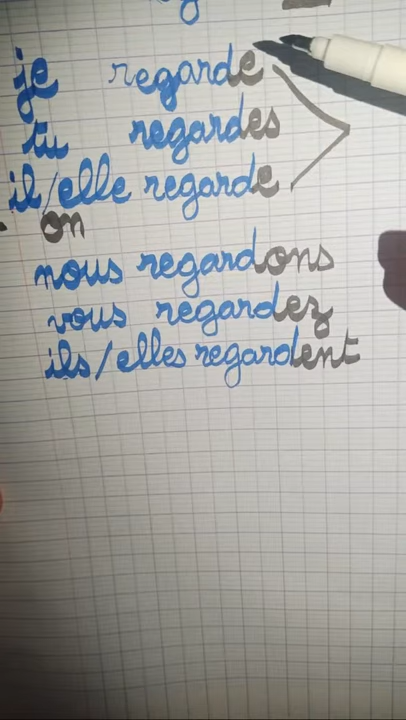 je regarde
tu regardes
il/elle regarde
on
nous regardons
vous regardez
ils/elles regardent